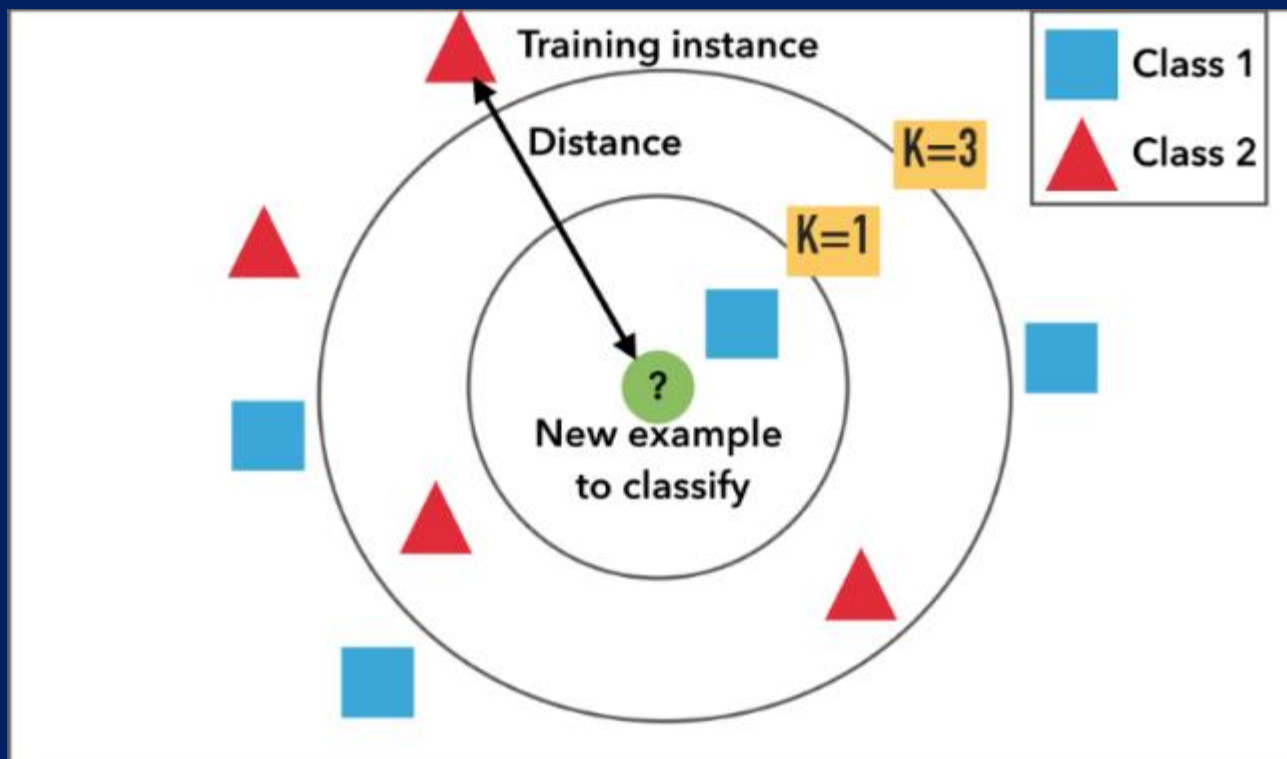 Training instance
Class 1
Distance
K=3
Class 2
K=1
?
New example
to classify